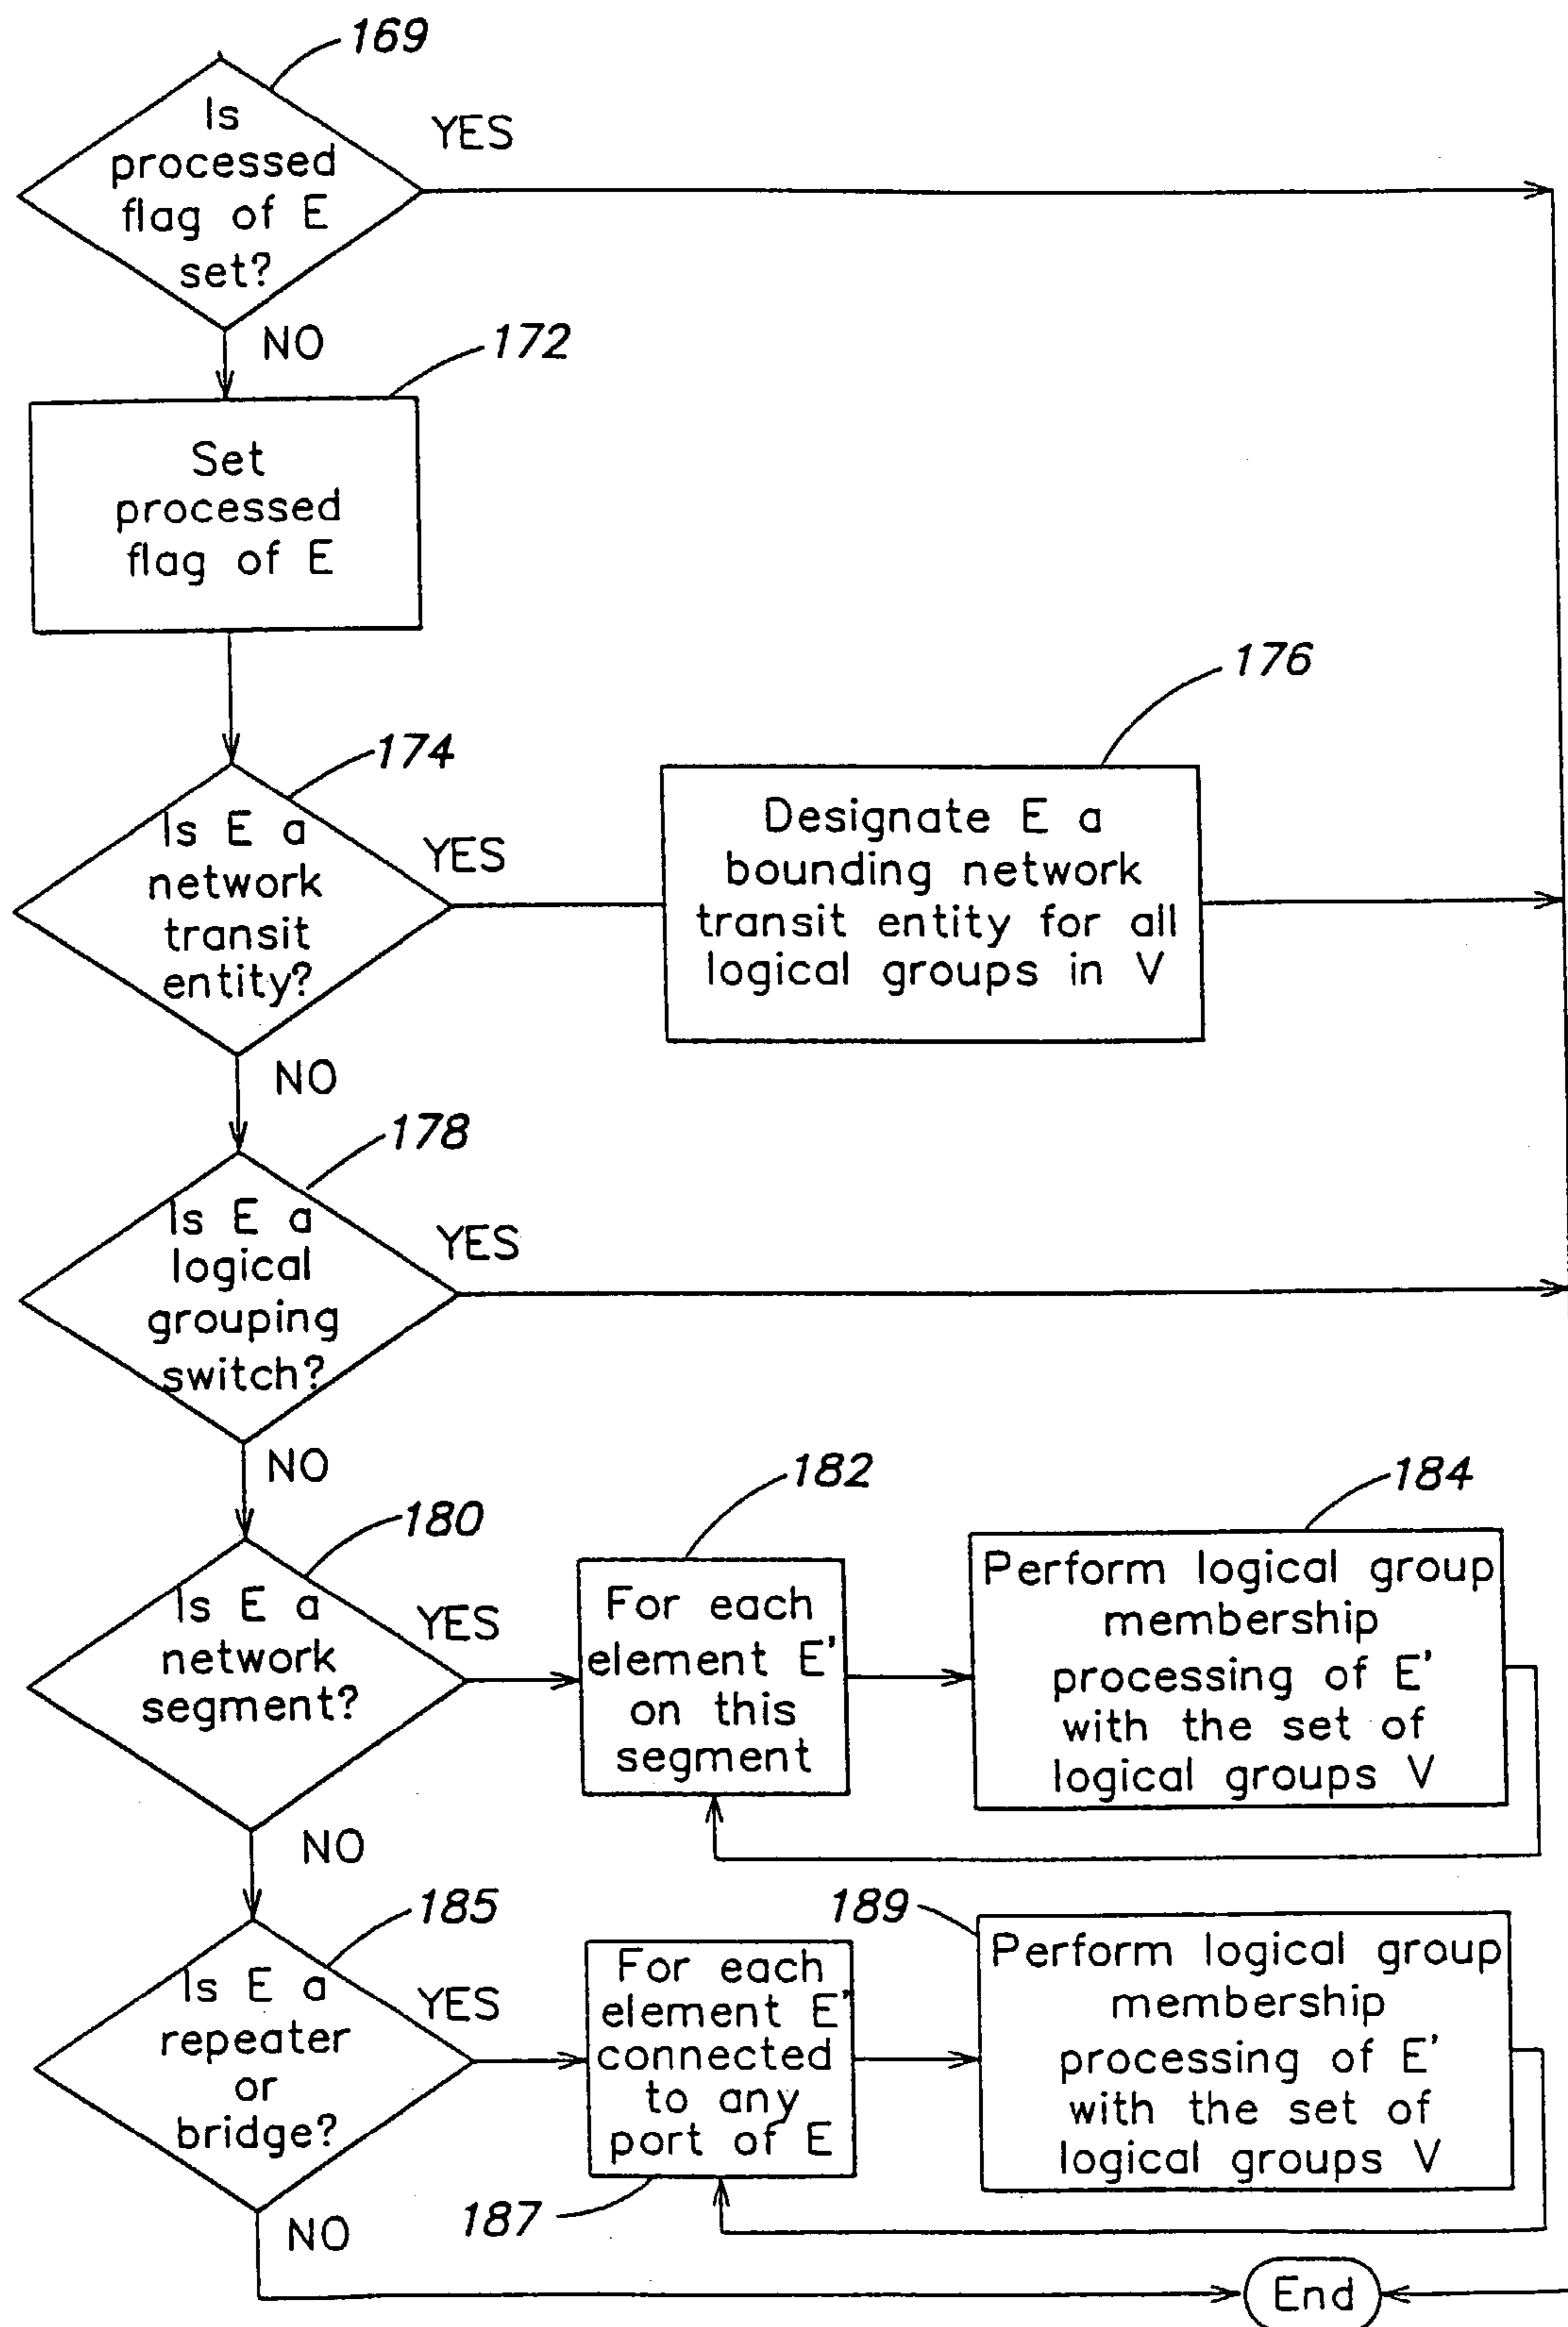 169
Is
processed
flag of E
set?
YES
NO
172
Set
processed
flag of E
174
Is E a
network
transit
entity?
YES
176
Designate E a
bounding network
transit entity for all
logical groups in V
NO
178
Is E a
logical
grouping
switch?
YES
NO
180
Is E a
network
segment?
YES
182
For each
element E'
on this
segment
184
Perform logical group
membership
processing of E'
with the set of
logical groups V
NO
185
Is E a
repeater
or
bridge?
YES
187
For each
element E'
connected
to any
port of E
189
Perform logical group
membership
processing of E'
with the set of
logical groups V
NO
End